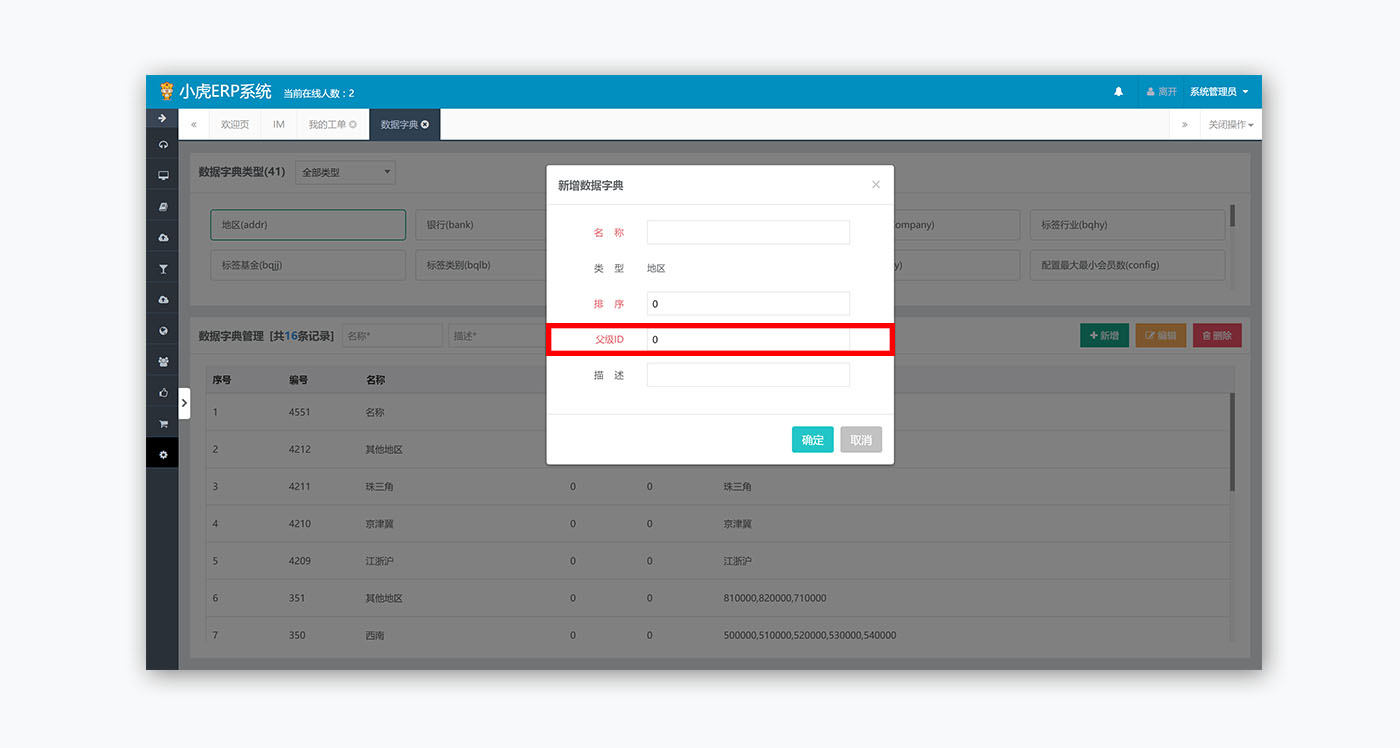 小虎ERP系统 当前在线人数：2 离开 系统管理员
« 欢迎页 IM 我的工单 数据字典 » 关闭操作
数据字典类型(41) 全部类型
地区(addr) 银行(bank) ompany) 标签行业(bqhy)
标签基金(bqjj) 标签类别(bqlb) y) 配置最大最小会员数(config)
数据字典管理 [共16条记录] 名称* 描述* 新增 编辑 删除
序号 编号 名称
1 4551 名称
2 4212 其他地区
3 4211 珠三角 0 0 珠三角
4 4210 京津冀 0 0 京津冀
5 4209 江浙沪 0 0 江浙沪
6 351 其他地区 0 0 810000,820000,710000
7 350 西南 0 0 500000,510000,520000,530000,540000
新增数据字典
名 称
类 型 地区
排 序 0
父级ID 0
描 述
确定 取消